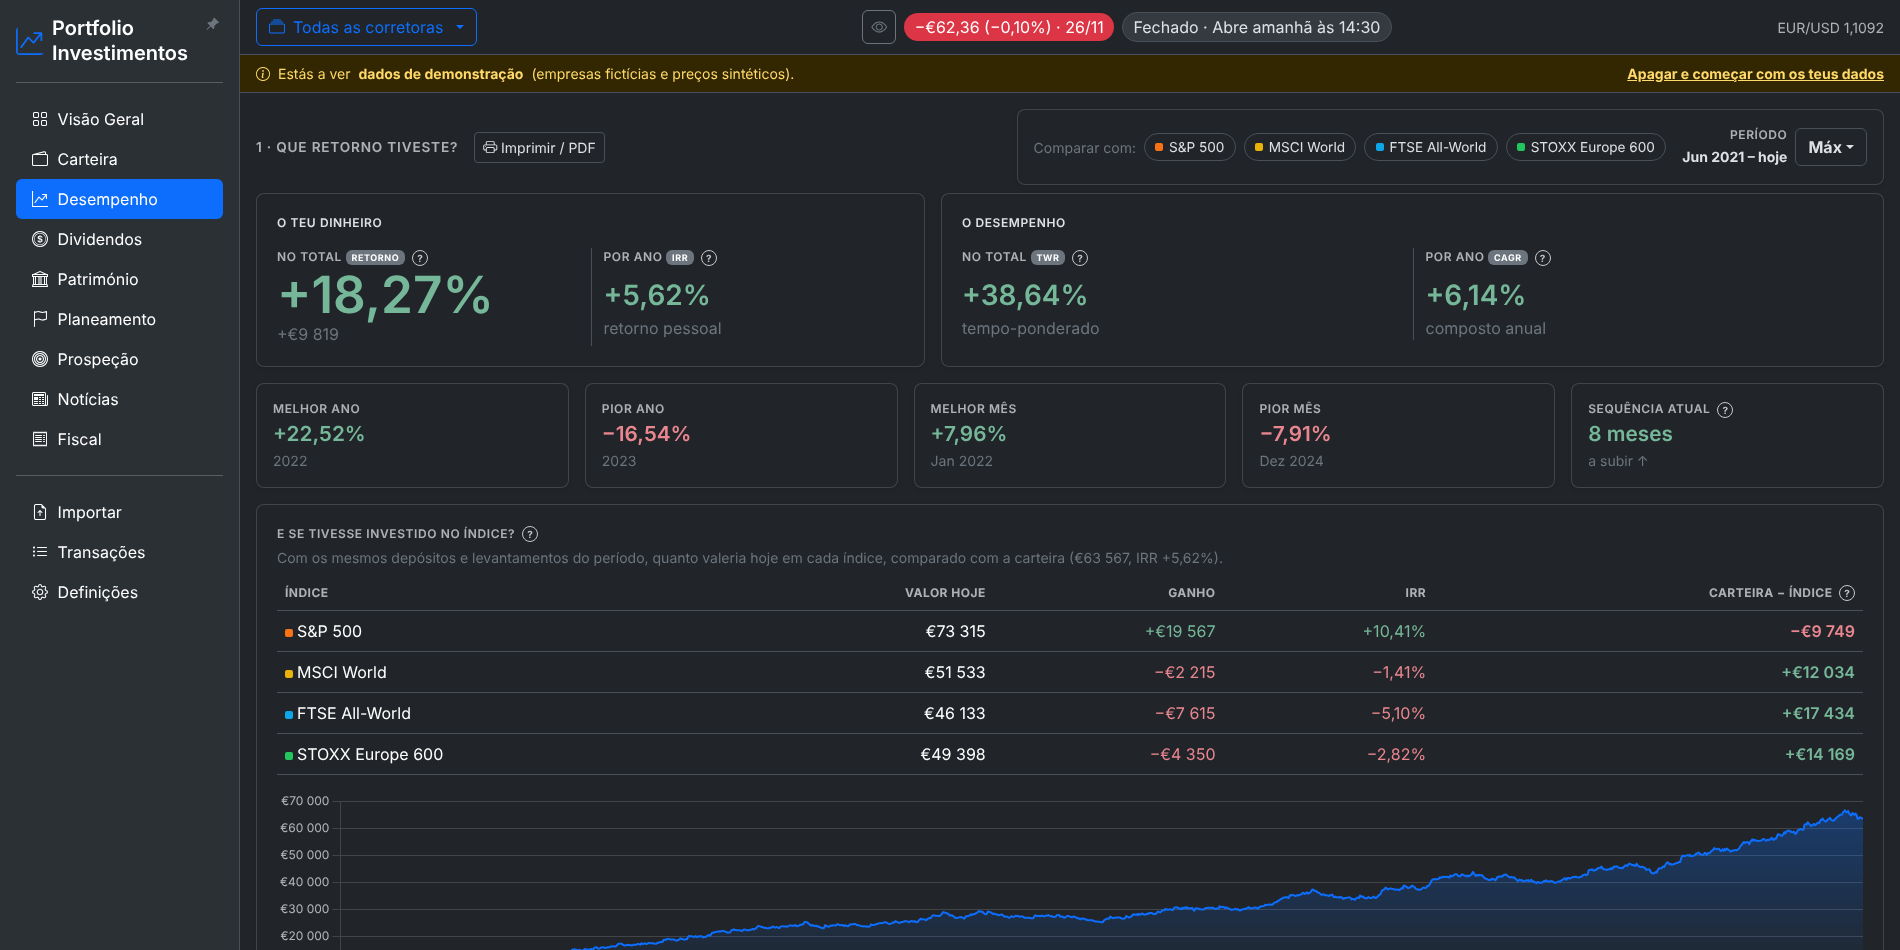 Portfolio
Investimentos
Visão Geral
Carteira
Desempenho
Dividendos
Património
Planeamento
Prospeção
Notícias
Fiscal
Importar
Transações
Definições
Todas as corretoras
−€62,36 (−0,10%) · 26/11
Fechado · Abre amanhã às 14:30
EUR/USD 1,1092
Estás a ver dados de demonstração (empresas fictícias e preços sintéticos).
Apagar e começar com os teus dados
1 · QUE RETORNO TIVESTE?
Imprimir / PDF
Comparar com:
S&P 500
MSCI World
FTSE All-World
STOXX Europe 600
PERÍODO
Jun 2021 – hoje
Máx
O TEU DINHEIRO
NO TOTAL RETORNO ?
+18,27%
+€9 819
POR ANO IRR ?
+5,62%
retorno pessoal
O DESEMPENHO
NO TOTAL TWR ?
+38,64%
tempo-ponderado
POR ANO CAGR ?
+6,14%
composto anual
MELHOR ANO
+22,52%
2022
PIOR ANO
−16,54%
2023
MELHOR MÊS
+7,96%
Jan 2022
PIOR MÊS
−7,91%
Dez 2024
SEQUÊNCIA ATUAL ?
8 meses
a subir ↑
E SE TIVESSE INVESTIDO NO ÍNDICE? ?
Com os mesmos depósitos e levantamentos do período, quanto valeria hoje em cada índice, comparado com a carteira (€63 567, IRR +5,62%).
ÍNDICE VALOR HOJE GANHO IRR CARTEIRA − ÍNDICE ?
S&P 500 €73 315 +€19 567 +10,41% −€9 749
MSCI World €51 533 −€2 215 −1,41% +€12 034
FTSE All-World €46 133 −€7 615 −5,10% +€17 434
STOXX Europe 600 €49 398 −€4 350 −2,82% +€14 169
€70 000
€60 000
€50 000
€40 000
€30 000
€20 000